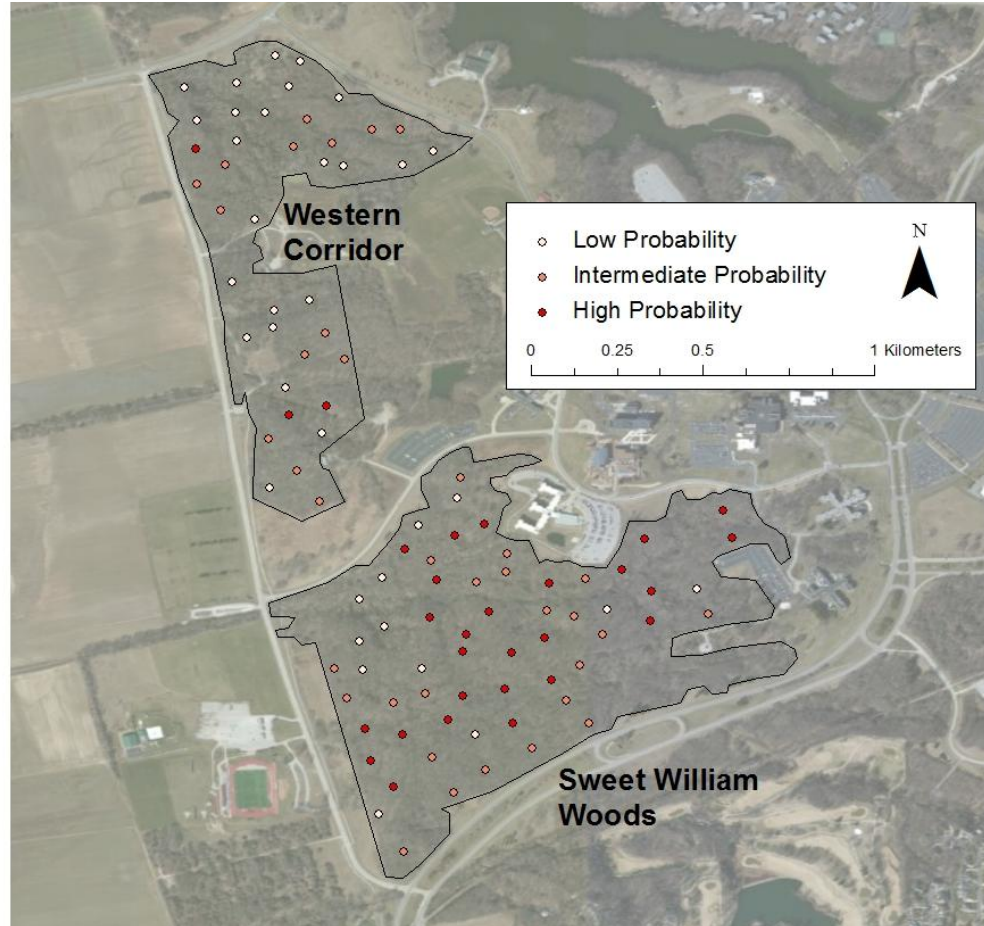 Western
Corridor
N
Low Probability
Intermediate Probability
High Probability
0 0.25 0.5 1 Kilometers
Sweet William
Woods